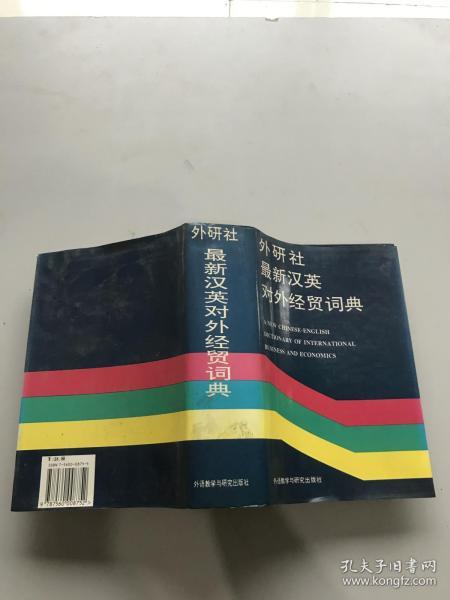 外研社
最新汉英
对外经贸词典
A NEW CHINESE-ENGLISH
DICTIONARY OF INTERNATIONAL
BUSINESS AND ECONOMICS
外语教学与研究出版社
外研社
最新汉英对外经贸词典
外语教学与研究出版社
9 787560 008752
孔夫子旧书网
www.kongfz.com